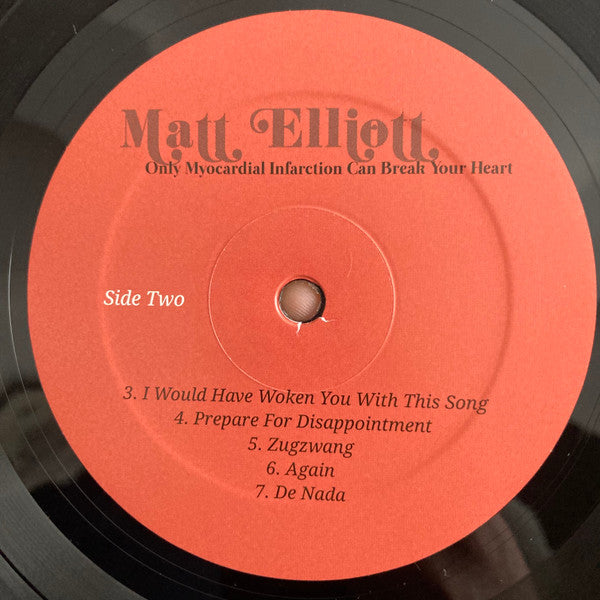 Matt Elliott
Only Myocardial Infarction Can Break Your Heart
Side Two
3. I Would Have Woken You With This Song
4. Prepare For Disappointment
5. Zugzwang
6. Again
7. De Nada